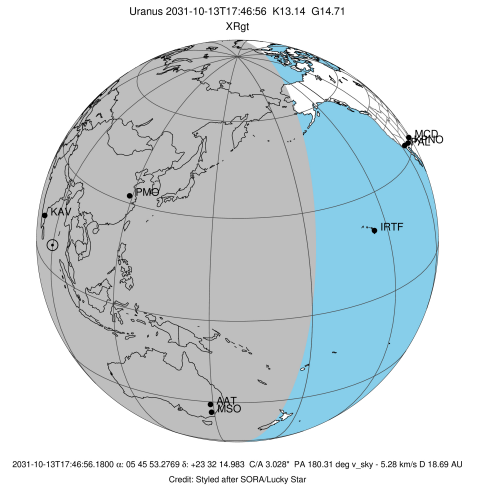 Uranus 2031-10-13T17:46:56 K13.14 G14.71
XRgt
MCD
KPNO
PAL
PMO
KAV
IRTF
AAT
MSO
2031-10-13T17:46:56.1800 α: 05 45 53.2769 δ: +23 32 14.983 C/A 3.028" PA 180.31 deg v_sky - 5.28 km/s D 18.69 AU
Credit: Styled after SORA/Lucky Star